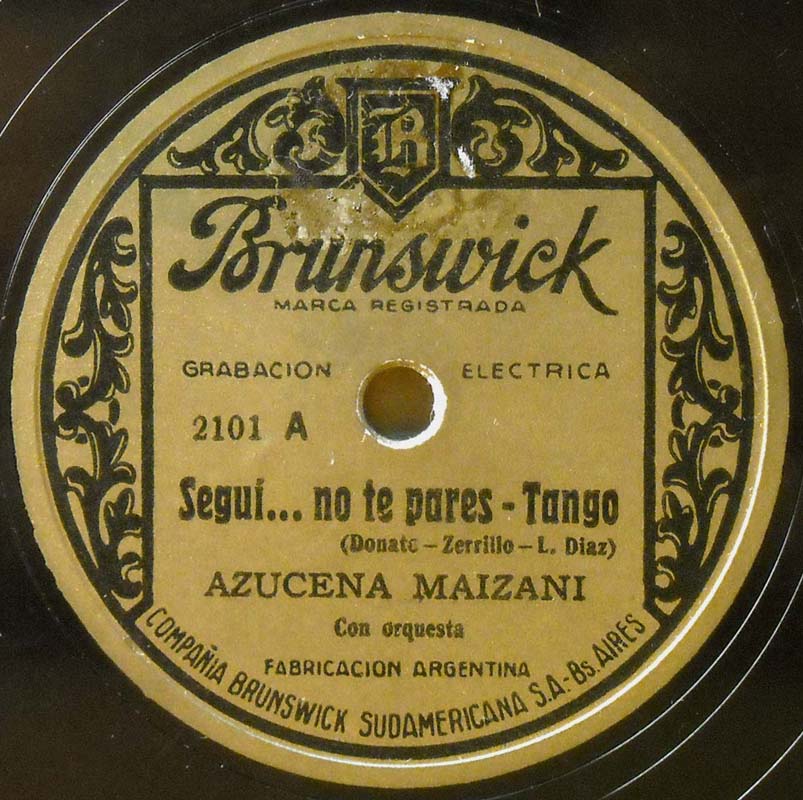 B
Brunswick
MARCA REGISTRADA
GRABACION ELECTRICA
2101 A
Seguí... no te pares - Tango
(Donato - Zerrillo - L. Diaz)
AZUCENA MAIZANI
Con orquesta
FABRICACION ARGENTINA
COMPAÑIA BRUNSWICK SUDAMERICANA S.A.-Bs. AIRES